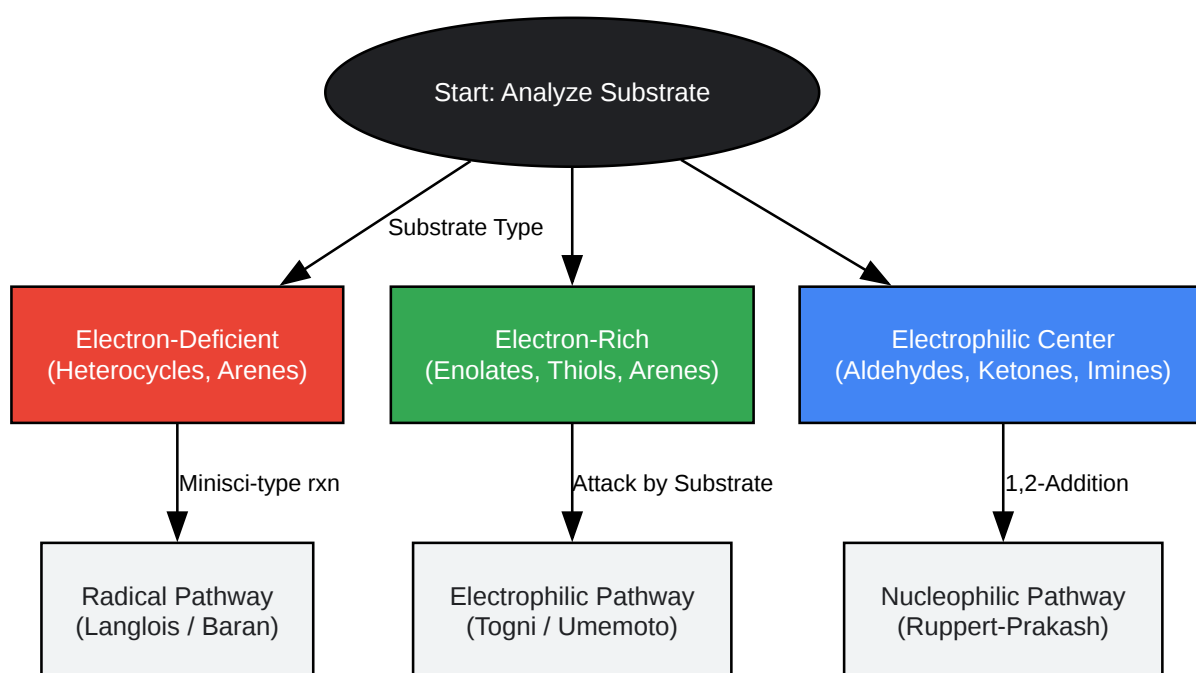 Start: Analyze Substrate
Substrate Type
Electron-Deficient
(Heterocycles, Arenes)
Electron-Rich
(Enolates, Thiols, Arenes)
Electrophilic Center
(Aldehydes, Ketones, Imines)
Minisci-type rxn
Attack by Substrate
1,2-Addition
Radical Pathway
(Langlois / Baran)
Electrophilic Pathway
(Togni / Umemoto)
Nucleophilic Pathway
(Ruppert-Prakash)